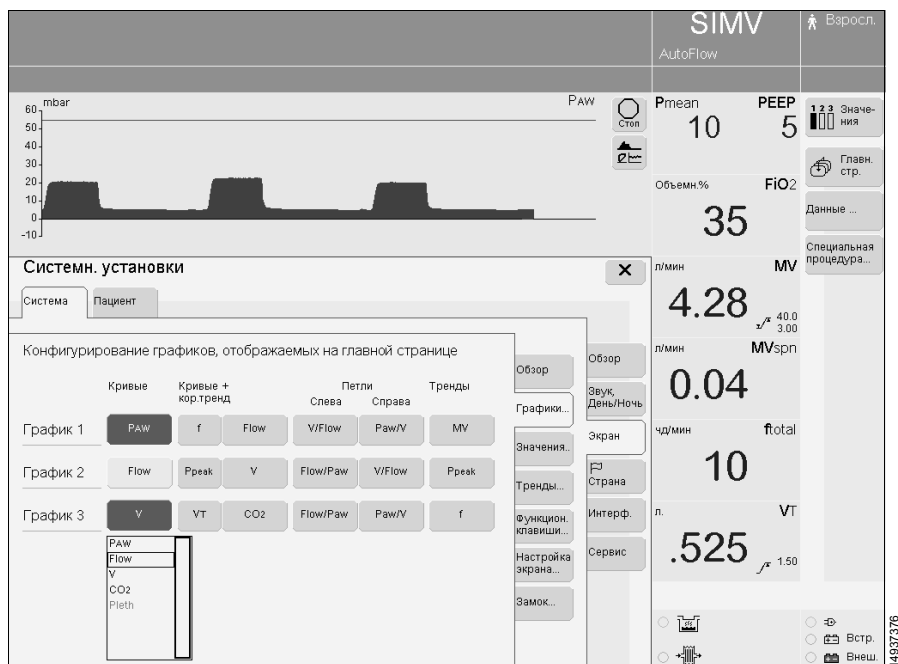 SIMV
Взросл.
AutoFlow
mbar
PAW
60
50
40
30
20
10
0
-10
Стоп
Pmean
PEEP
10
5
1 2 3 Значе-
ния
Главн.
стр.
Объемн.%
FiO2
35
Данные ...
Специальная
процедура...
Системн. установки
л/мин
MV
4.28
40.0
3.00
Система
Пациент
Конфигурирование графиков, отображаемых на главной странице
Кривые
Кривые +
кор.тренд
Петли
Слева
Справа
Тренды
График 1
PAW
f
Flow
V/Flow
Paw/V
MV
График 2
Flow
Ppeak
V
Flow/Paw
V/Flow
Ppeak
График 3
V
VT
CO2
Flow/Paw
Paw/V
f
PAW
Flow
V
CO2
Pleth
Обзор
Графики...
Значения..
Тренды...
Функцион.
клавиши...
Настройка
экрана...
Замок...
Обзор
Звук,
День/Ночь
Экран
Страна
Интерф.
Сервис
л/мин
MVspn
0.04
чд/мин
ftotal
10
л.
VT
.525
1.50
Встр.
Внеш.
14937376